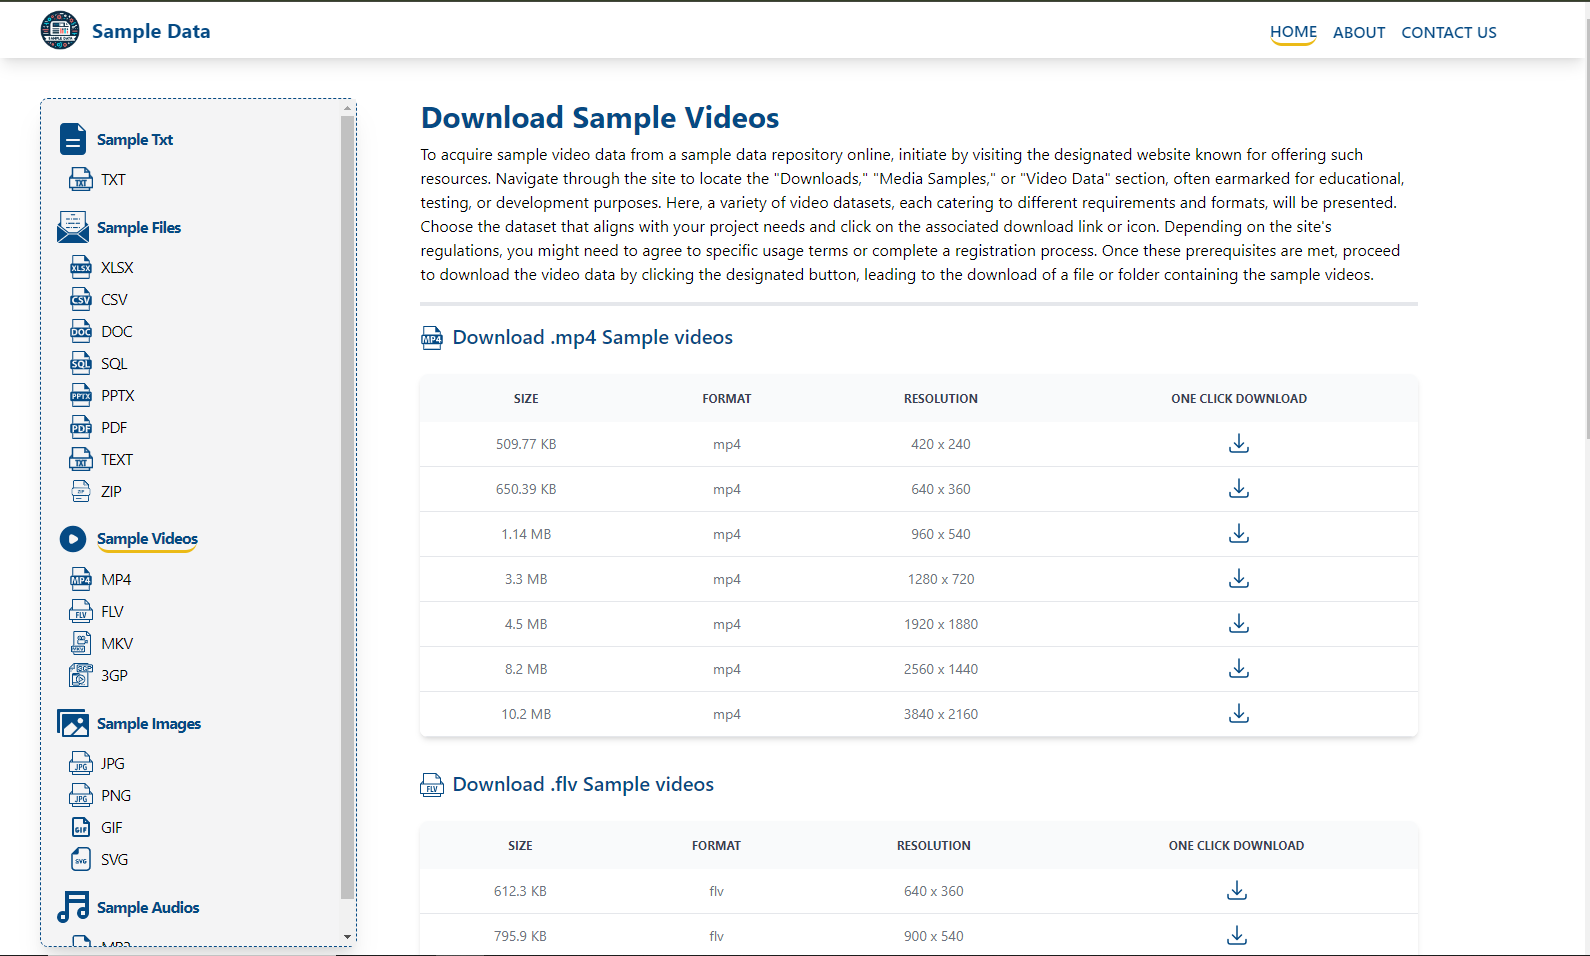 Sample Data
HOME ABOUT CONTACT US
Sample Txt
TXT
Sample Files
XLSX
CSV
DOC
SQL
PPTX
PDF
TEXT
ZIP
Sample Videos
MP4
FLV
MKV
3GP
Sample Images
JPG
PNG
GIF
SVG
Sample Audios
MP3
Download Sample Videos
To acquire sample video data from a sample data repository online, initiate by visiting the designated website known for offering such
resources. Navigate through the site to locate the "Downloads," "Media Samples," or "Video Data" section, often earmarked for educational,
testing, or development purposes. Here, a variety of video datasets, each catering to different requirements and formats, will be presented.
Choose the dataset that aligns with your project needs and click on the associated download link or icon. Depending on the site's
regulations, you might need to agree to specific usage terms or complete a registration process. Once these prerequisites are met, proceed
to download the video data by clicking the designated button, leading to the download of a file or folder containing the sample videos.
Download .mp4 Sample videos
SIZE FORMAT RESOLUTION ONE CLICK DOWNLOAD
509.77 KB mp4 420 x 240
650.39 KB mp4 640 x 360
1.14 MB mp4 960 x 540
3.3 MB mp4 1280 x 720
4.5 MB mp4 1920 x 1880
8.2 MB mp4 2560 x 1440
10.2 MB mp4 3840 x 2160
Download .flv Sample videos
SIZE FORMAT RESOLUTION ONE CLICK DOWNLOAD
612.3 KB flv 640 x 360
795.9 KB flv 900 x 540